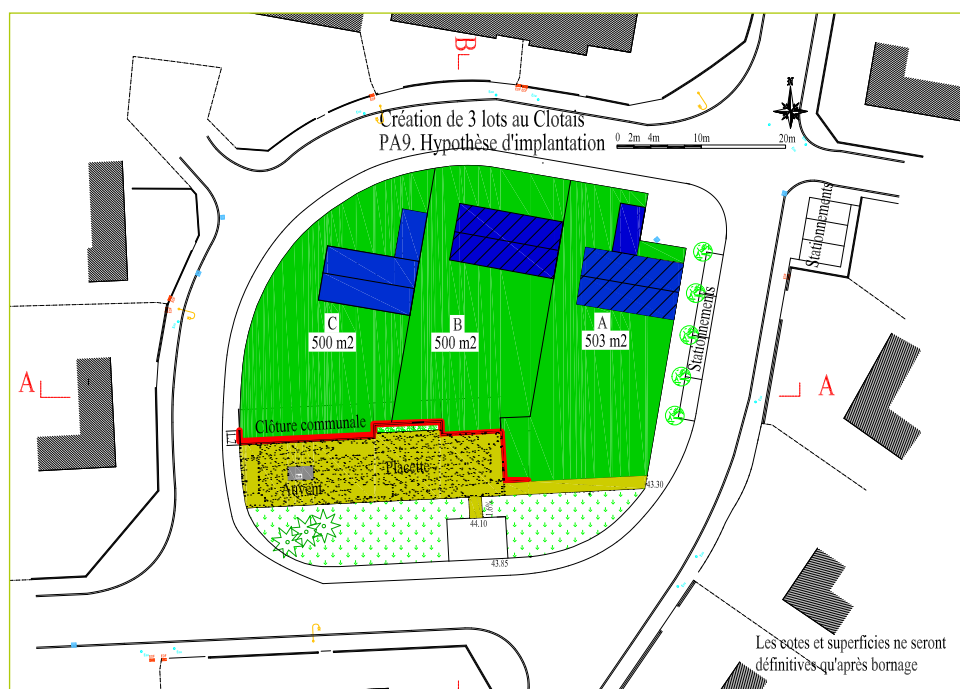 B
N
Création de 3 lots au Clotais
PA9. Hypothèse d'implantation
0 2m 4m 10m 20m
Stationnements
C
500 m2
B
500 m2
A
503 m2
Stationnements
A
A
Clôture communale
Placette
Auvent
43.30
44.10
43.85
Les cotes et superficies ne seront
définitives qu'après bornage